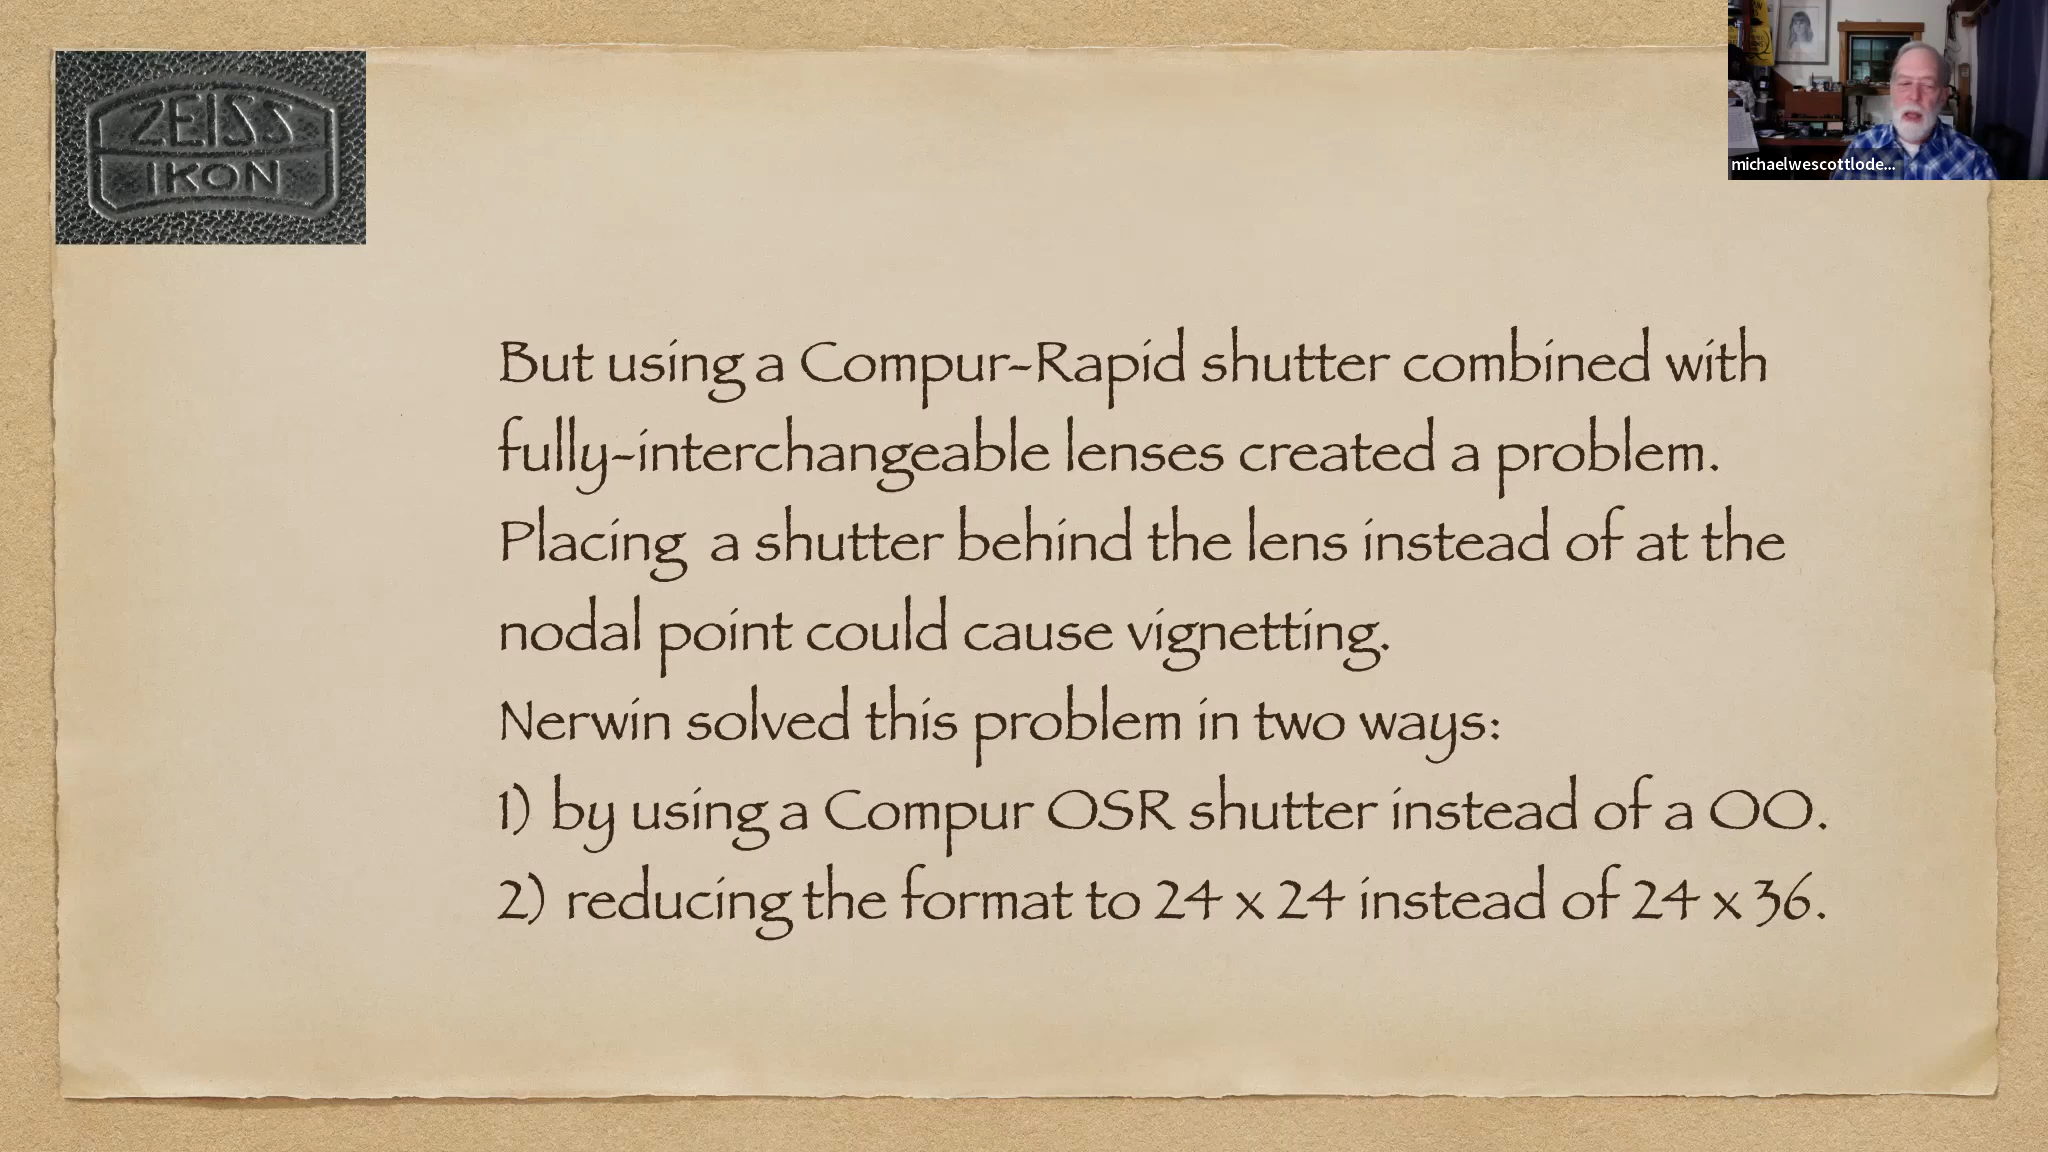 ZEISS
IKON
michaelwescottlode...
But using a Compur-Rapid shutter combined with
fully-interchangeable lenses created a problem.
Placing a shutter behind the lens instead of at the
nodal point could cause vignetting.
Nerwin solved this problem in two ways:
1) by using a Compur OSR shutter instead of a OO.
2) reducing the format to 24 x 24 instead of 24 x 36.